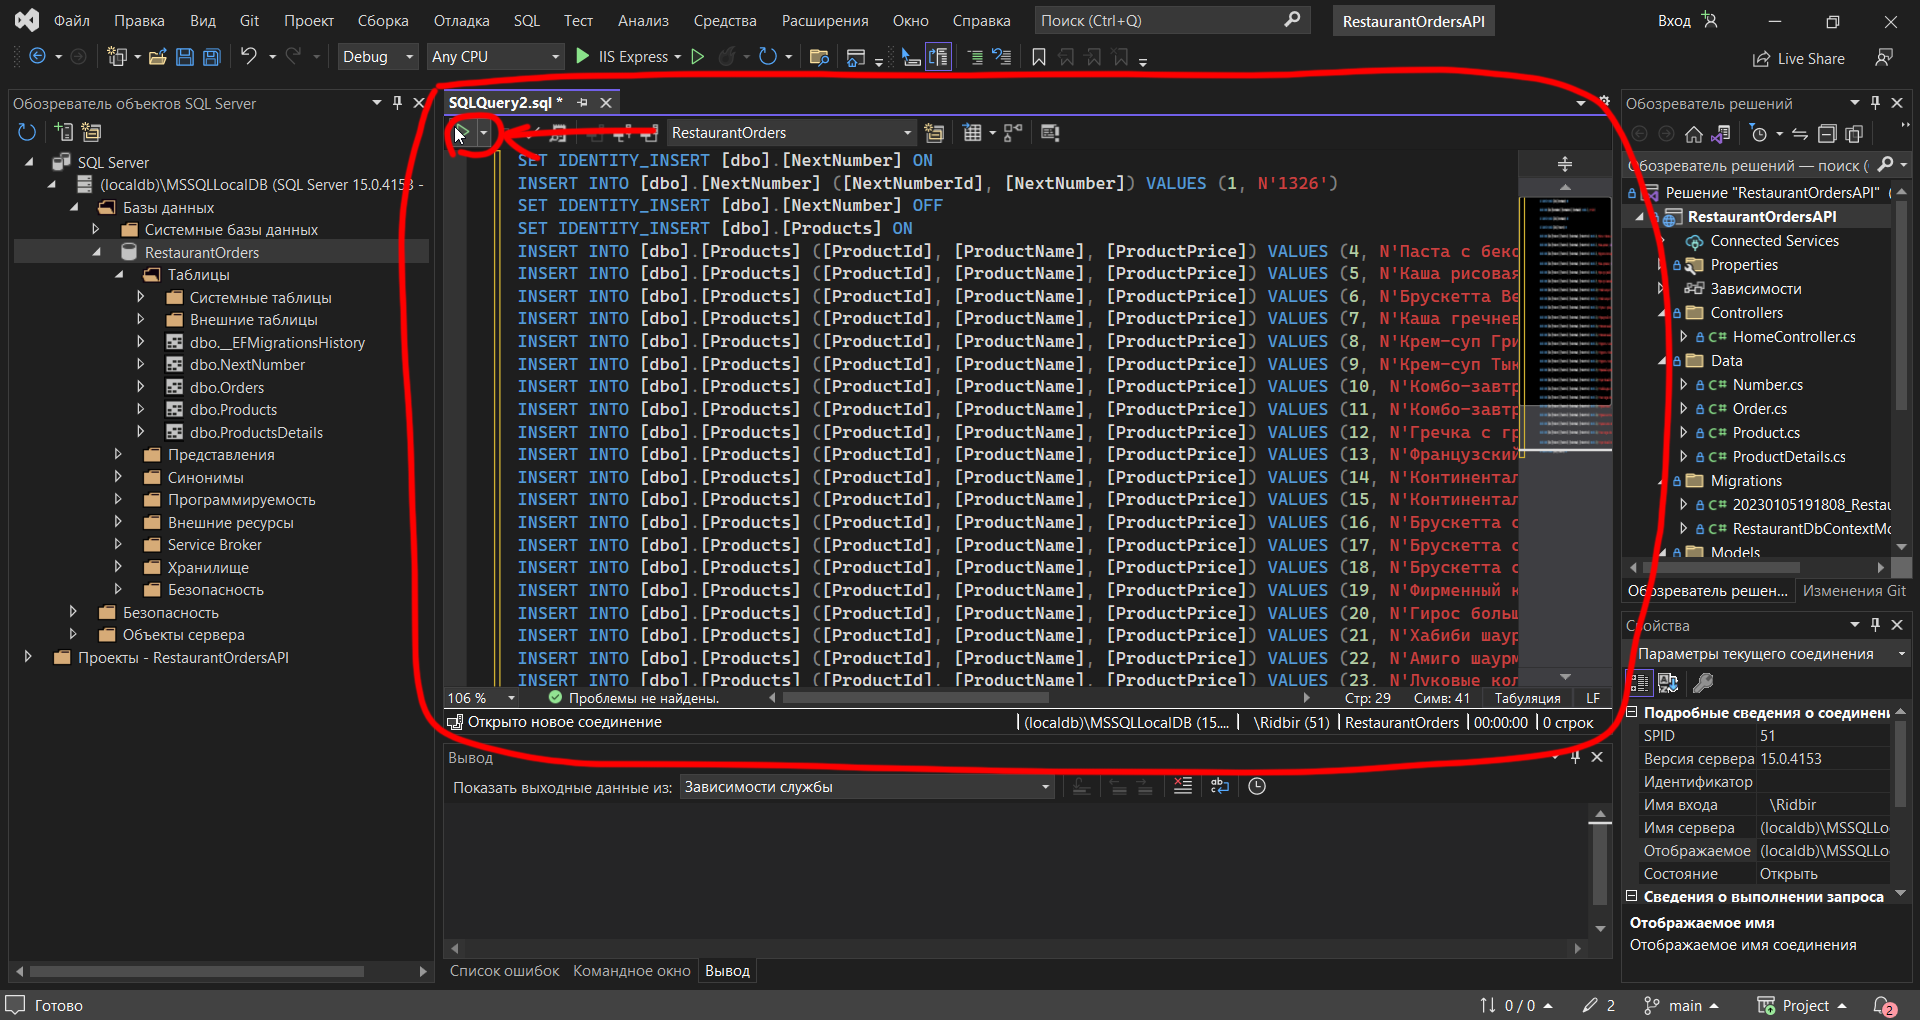 Файл Правка Вид Git Проект Сборка Отладка SQL Тест Анализ Средства Расширения Окно Справка Поиск (Ctrl+Q) RestaurantOrdersAPI Вход
Debug Any CPU IIS Express Live Share
Обозреватель объектов SQL Server
SQL Server
(localdb)\MSSQLLocalDB (SQL Server 15.0.4153 -
Базы данных
Системные базы данных
RestaurantOrders
Таблицы
Системные таблицы
Внешние таблицы
dbo.__EFMigrationsHistory
dbo.NextNumber
dbo.Orders
dbo.Products
dbo.ProductsDetails
Представления
Синонимы
Программируемость
Внешние ресурсы
Service Broker
Хранилище
Безопасность
Безопасность
Объекты сервера
Проекты - RestaurantOrdersAPI
SQLQuery2.sql *
RestaurantOrders
SET IDENTITY_INSERT [dbo].[NextNumber] ON
INSERT INTO [dbo].[NextNumber] ([NextNumberId], [NextNumber]) VALUES (1, N'1326')
SET IDENTITY_INSERT [dbo].[NextNumber] OFF
SET IDENTITY_INSERT [dbo].[Products] ON
INSERT INTO [dbo].[Products] ([ProductId], [ProductName], [ProductPrice]) VALUES (4, N'Паста с беко
INSERT INTO [dbo].[Products] ([ProductId], [ProductName], [ProductPrice]) VALUES (5, N'Каша рисовая
INSERT INTO [dbo].[Products] ([ProductId], [ProductName], [ProductPrice]) VALUES (6, N'Брускетта Ве
INSERT INTO [dbo].[Products] ([ProductId], [ProductName], [ProductPrice]) VALUES (7, N'Каша гречнев
INSERT INTO [dbo].[Products] ([ProductId], [ProductName], [ProductPrice]) VALUES (8, N'Крем-суп Гри
INSERT INTO [dbo].[Products] ([ProductId], [ProductName], [ProductPrice]) VALUES (9, N'Крем-суп Тык
INSERT INTO [dbo].[Products] ([ProductId], [ProductName], [ProductPrice]) VALUES (10, N'Комбо-завтр
INSERT INTO [dbo].[Products] ([ProductId], [ProductName], [ProductPrice]) VALUES (11, N'Комбо-завтр
INSERT INTO [dbo].[Products] ([ProductId], [ProductName], [ProductPrice]) VALUES (12, N'Гречка с гр
INSERT INTO [dbo].[Products] ([ProductId], [ProductName], [ProductPrice]) VALUES (13, N'Французский
INSERT INTO [dbo].[Products] ([ProductId], [ProductName], [ProductPrice]) VALUES (14, N'Континентал
INSERT INTO [dbo].[Products] ([ProductId], [ProductName], [ProductPrice]) VALUES (15, N'Континентал
INSERT INTO [dbo].[Products] ([ProductId], [ProductName], [ProductPrice]) VALUES (16, N'Брускетта с
INSERT INTO [dbo].[Products] ([ProductId], [ProductName], [ProductPrice]) VALUES (17, N'Брускетта с
INSERT INTO [dbo].[Products] ([ProductId], [ProductName], [ProductPrice]) VALUES (18, N'Брускетта с
INSERT INTO [dbo].[Products] ([ProductId], [ProductName], [ProductPrice]) VALUES (19, N'Фирменный к
INSERT INTO [dbo].[Products] ([ProductId], [ProductName], [ProductPrice]) VALUES (20, N'Гирос больш
INSERT INTO [dbo].[Products] ([ProductId], [ProductName], [ProductPrice]) VALUES (21, N'Хабиби шаур
INSERT INTO [dbo].[Products] ([ProductId], [ProductName], [ProductPrice]) VALUES (22, N'Амиго шаурм
INSERT INTO [dbo].[Products] ([ProductId], [ProductName], [ProductPrice]) VALUES (23, N'Луковые кол
106 % Проблемы не найдены. Стр: 29 Симв: 41 Табуляция LF
Открыто новое соединение (localdb)\MSSQLLocalDB (15.... \Ridbir (51) RestaurantOrders 00:00:00 0 строк
Вывод
Показать выходные данные из: Зависимости службы
Список ошибок Командное окно Вывод
Обозреватель решений
Обозреватель решений — поиск (
Решение "RestaurantOrdersAPI" (
RestaurantOrdersAPI
Connected Services
Properties
Зависимости
Controllers
C# HomeController.cs
Data
C# Number.cs
C# Order.cs
C# Product.cs
C# ProductDetails.cs
Migrations
C# 20230105191808_Restau
C# RestaurantDbContextMo
Models
Обозреватель решен... Изменения Git
Свойства
Параметры текущего соединения
Подробные сведения о соединени
SPID 51
Версия сервера 15.0.4153
Идентификатор
Имя входа \Ridbir
Имя сервера (localdb)\MSSQLLo
Отображаемое (localdb)\MSSQLLo
Состояние Открыть
Сведения о выполнении запроса
Отображаемое имя
Отображаемое имя соединения
Готово 0 / 0 2 main Project 2